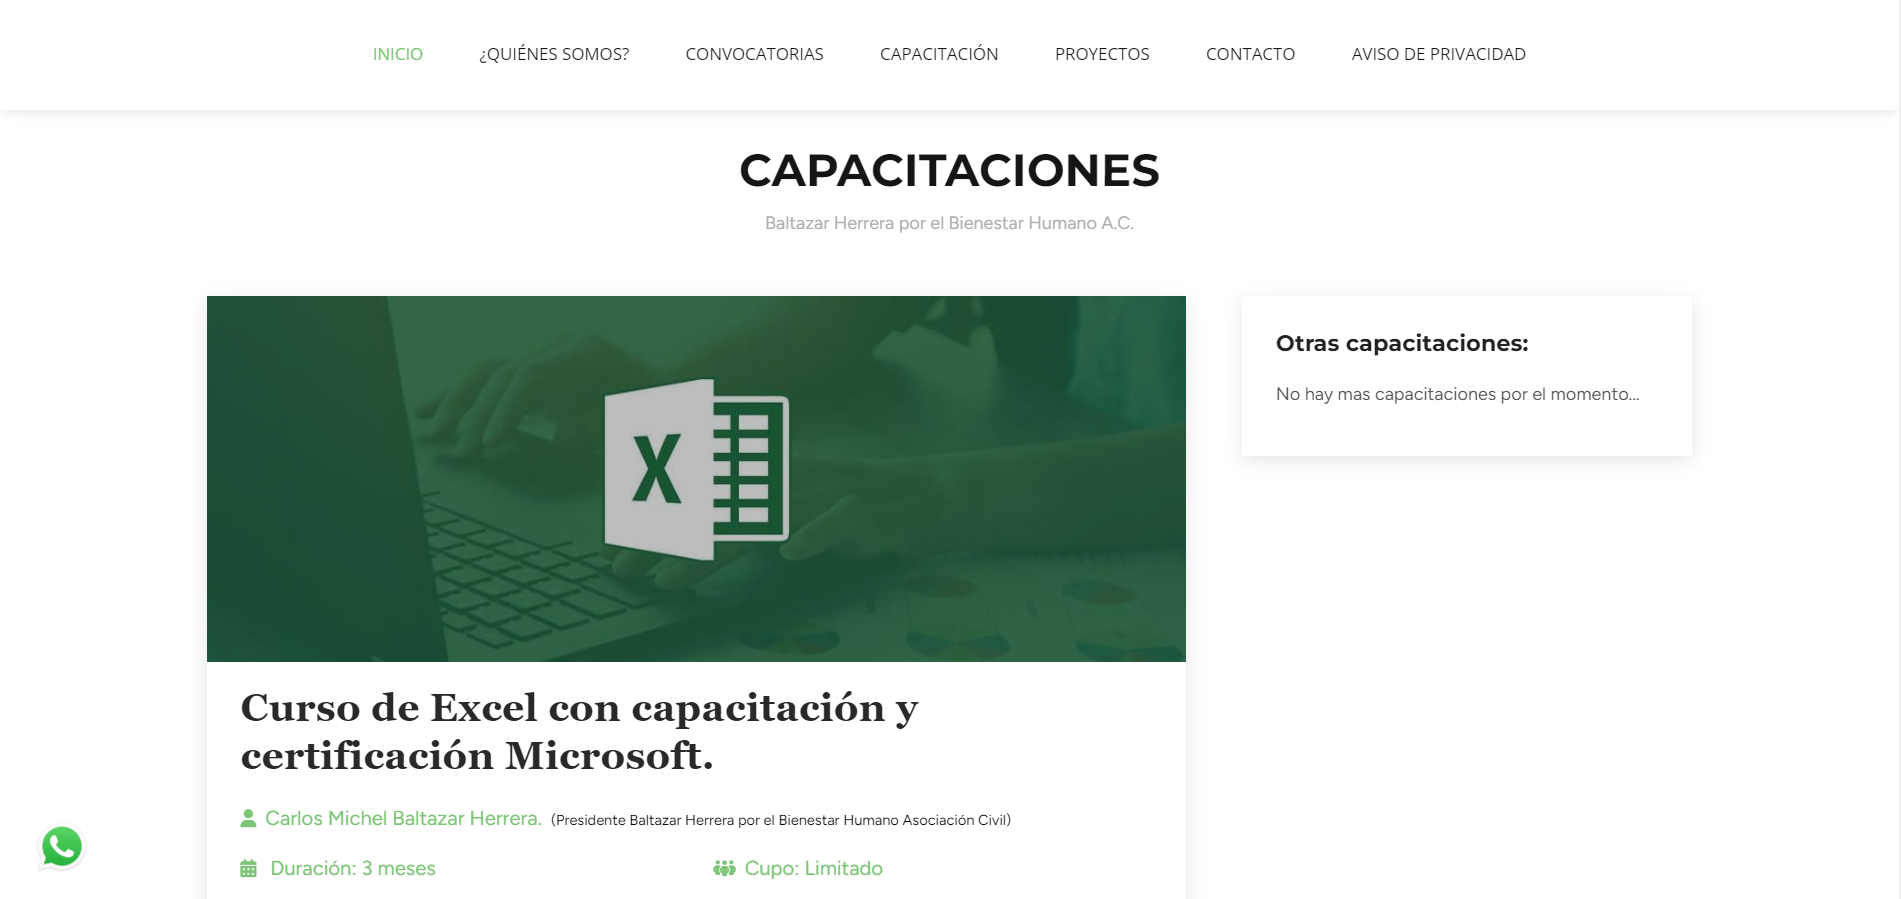 INICIO ¿QUIÉNES SOMOS? CONVOCATORIAS CAPACITACIÓN PROYECTOS CONTACTO AVISO DE PRIVACIDAD
CAPACITACIONES
Baltazar Herrera por el Bienestar Humano A.C.
X
Curso de Excel con capacitación y
certificación Microsoft.
Carlos Michel Baltazar Herrera. (Presidente Baltazar Herrera por el Bienestar Humano Asociación Civil)
Duración: 3 meses Cupo: Limitado
Otras capacitaciones:
No hay mas capacitaciones por el momento...